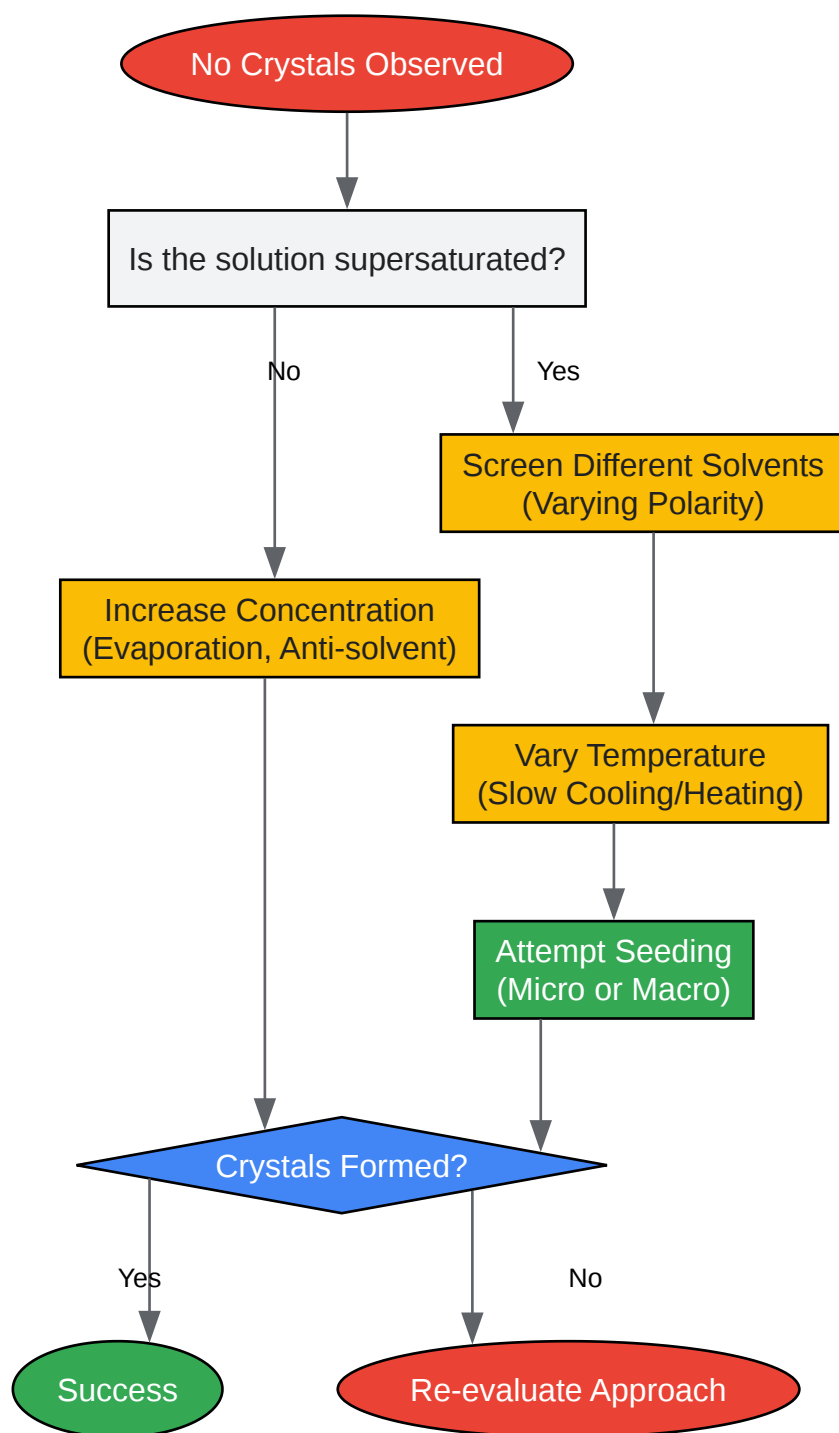 No Crystals Observed
Is the solution supersaturated?
No
Yes
Screen Different Solvents
(Varying Polarity)
Increase Concentration
(Evaporation, Anti-solvent)
Vary Temperature
(Slow Cooling/Heating)
Attempt Seeding
(Micro or Macro)
Crystals Formed?
Yes
No
Success
Re-evaluate Approach